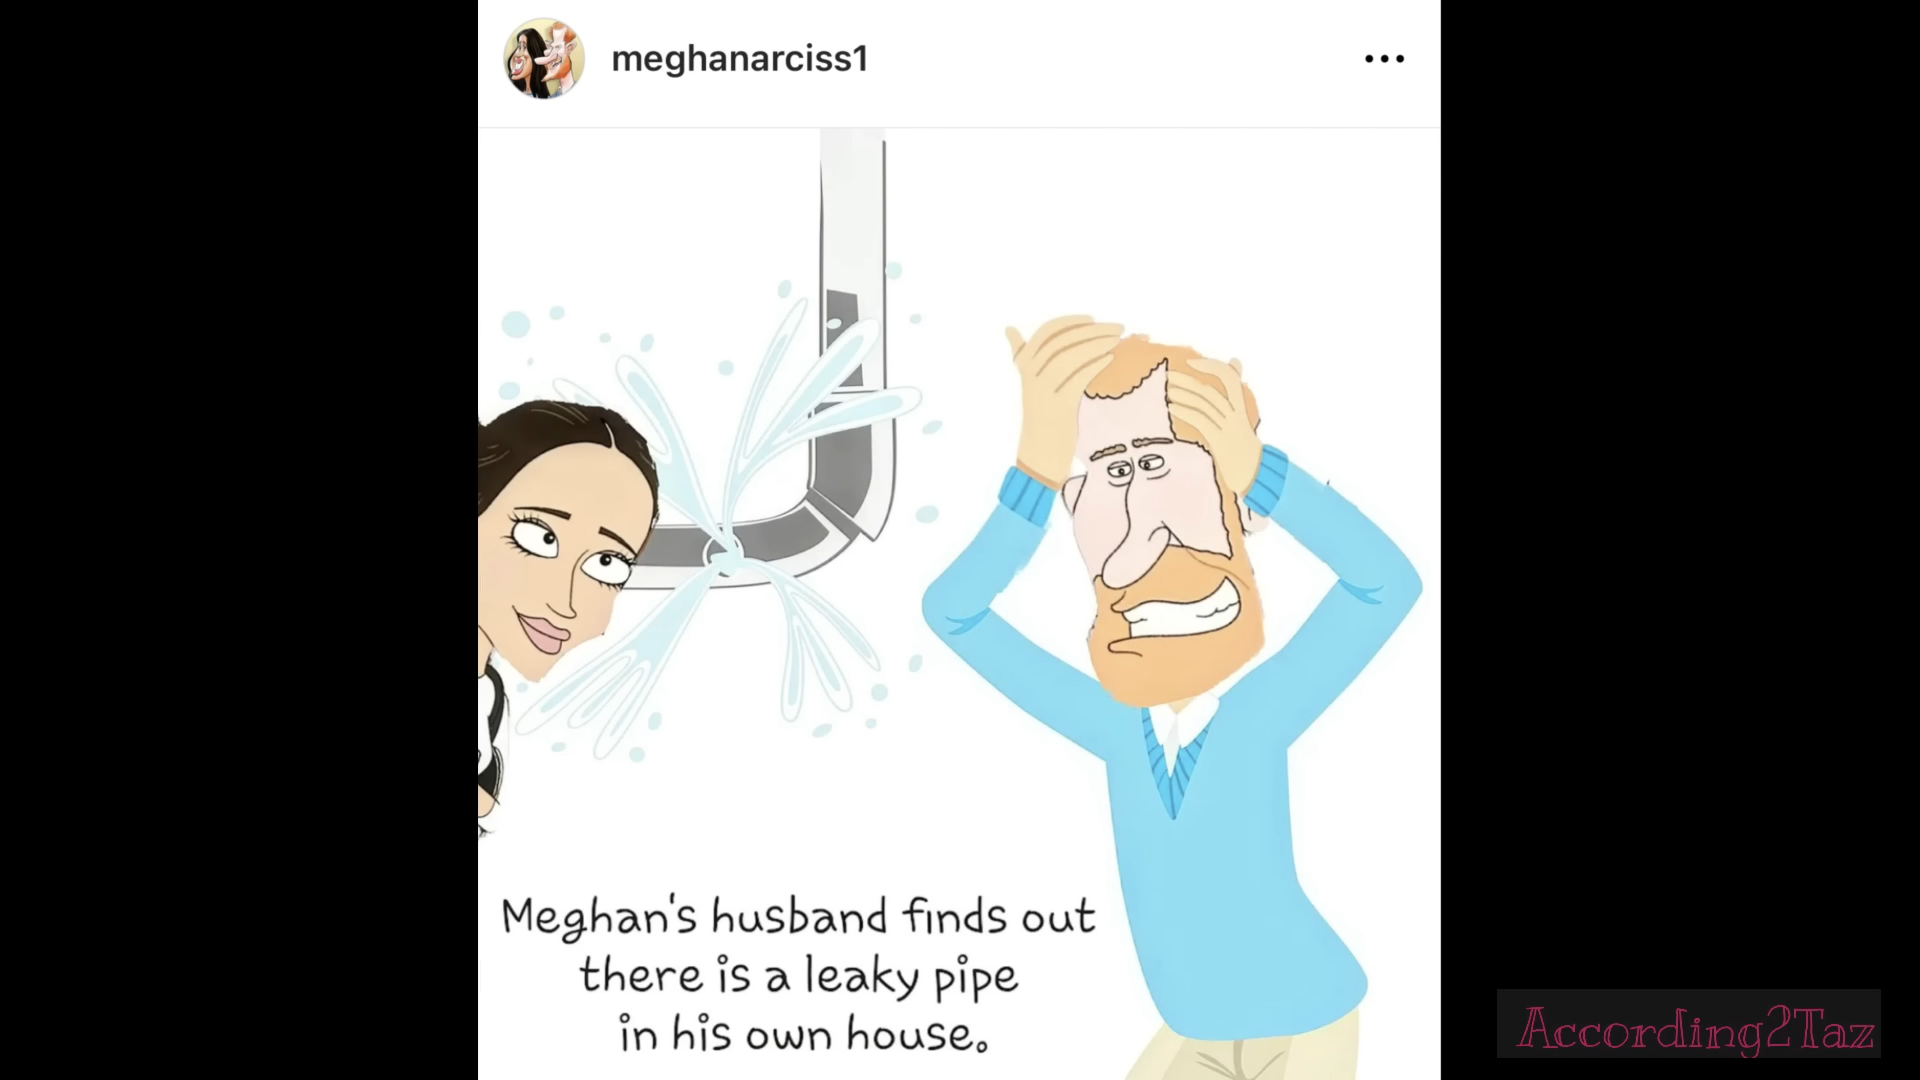 meghanarciss1
Meghan's husband finds out
there is a leaky pipe
in his own house.
According2Taz